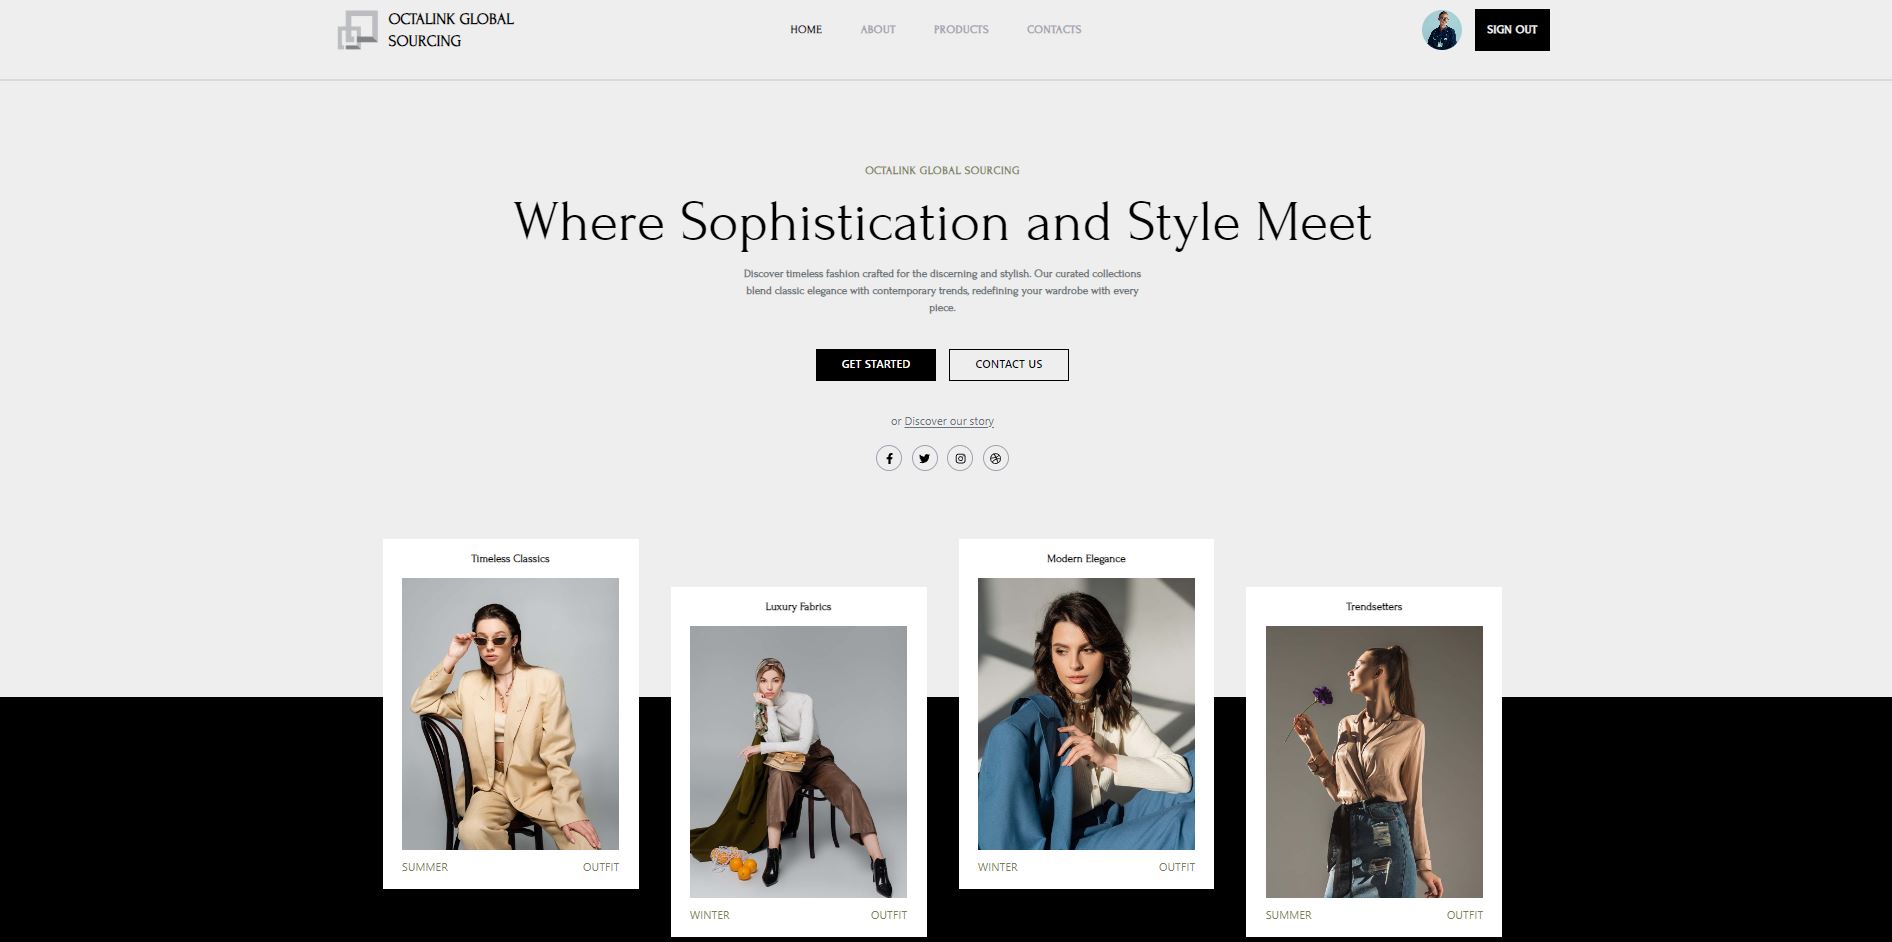 OCTALINK GLOBAL
SOURCING
HOME
ABOUT
PRODUCTS
CONTACTS
SIGN OUT
OCTALINK GLOBAL SOURCING
Where Sophistication and Style Meet
Discover timeless fashion crafted for the discerning and stylish. Our curated collections
blend classic elegance with contemporary trends, redefining your wardrobe with every
piece.
GET STARTED
CONTACT US
or Discover our story
Timeless Classics
SUMMER OUTFIT
Luxury Fabrics
WINTER OUTFIT
Modern Elegance
WINTER OUTFIT
Trendsetters
SUMMER OUTFIT